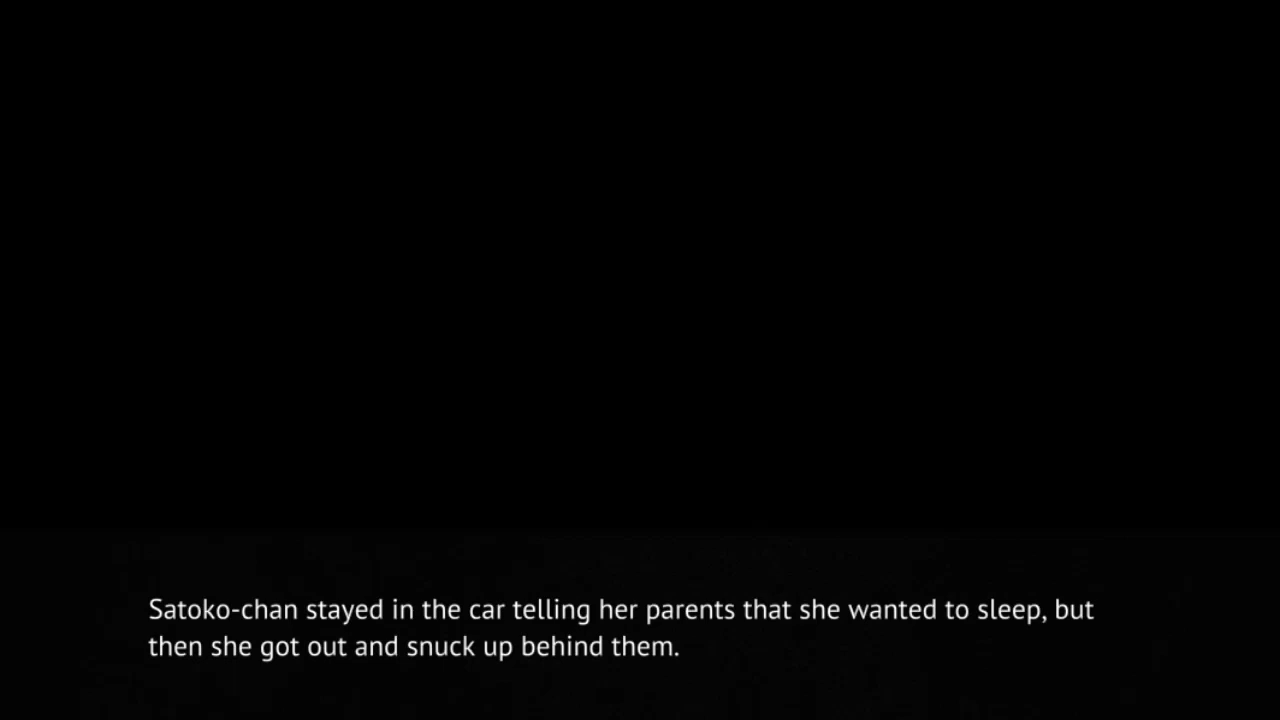 Satoko-chan stayed in the car telling her parents that she wanted to sleep, but
then she got out and snuck up behind them.